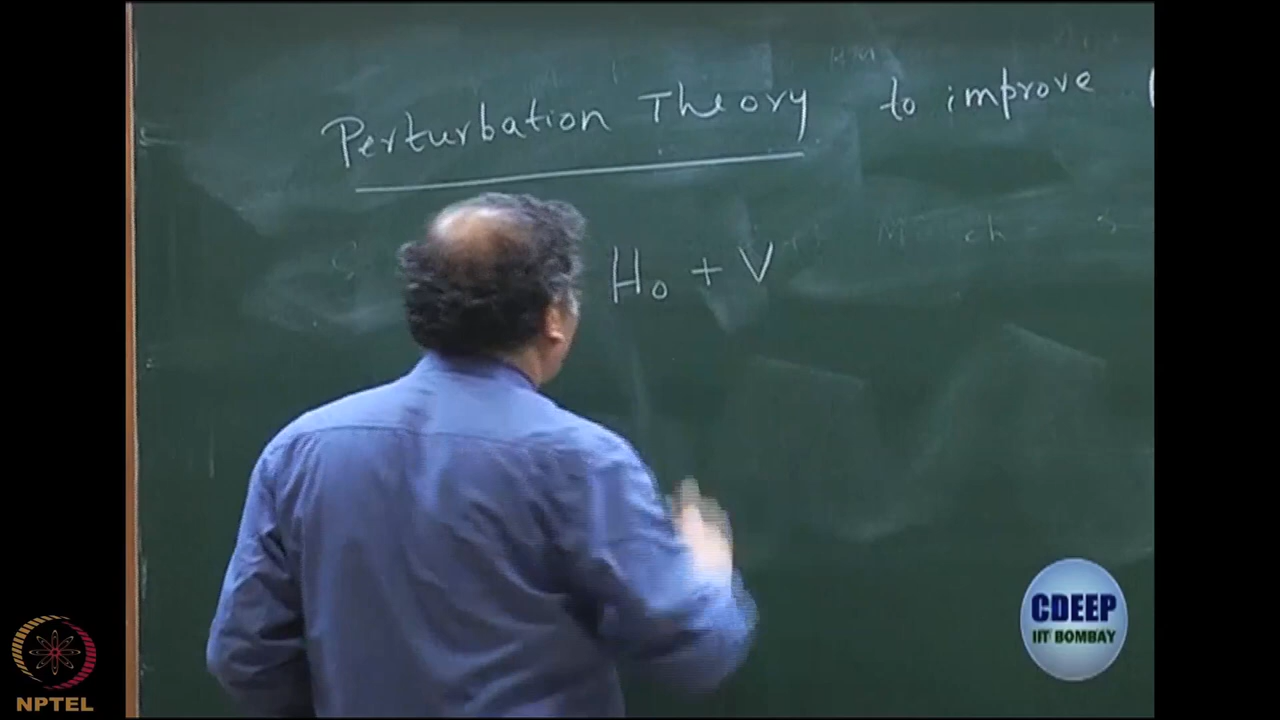 Perturbation Theory to improve
H₀ + V
CDEEP
IIT BOMBAY
NPTEL